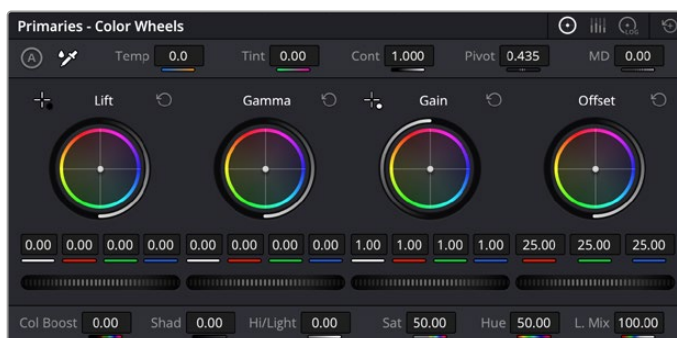 Primaries - Color Wheels
LOG
A Temp 0.0 Tint 0.00 Cont 1.000 Pivot 0.435 MD 0.00
Lift Gamma Gain Offset
0.00 0.00 0.00 0.00 0.00 0.00 0.00 0.00 1.00 1.00 1.00 1.00 25.00 25.00 25.00
Col Boost 0.00 Shad 0.00 Hi/Light 0.00 Sat 50.00 Hue 50.00 L. Mix 100.00